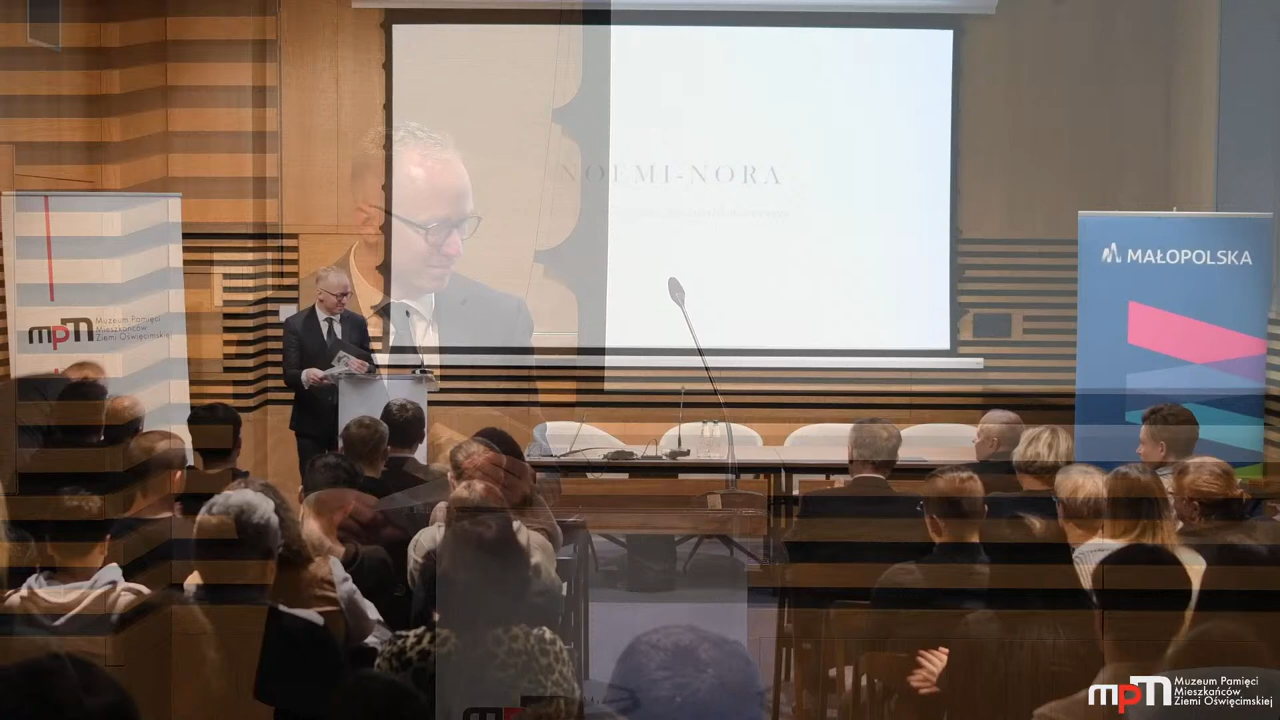 NOEMI-NORA
MAŁOPOLSKA
mpm Muzeum Pamięci
Mieszkańców
Ziemi Oświęcimskiej
mpm Muzeum Pamięci
Mieszkańców
Ziemi Oświęcimskiej